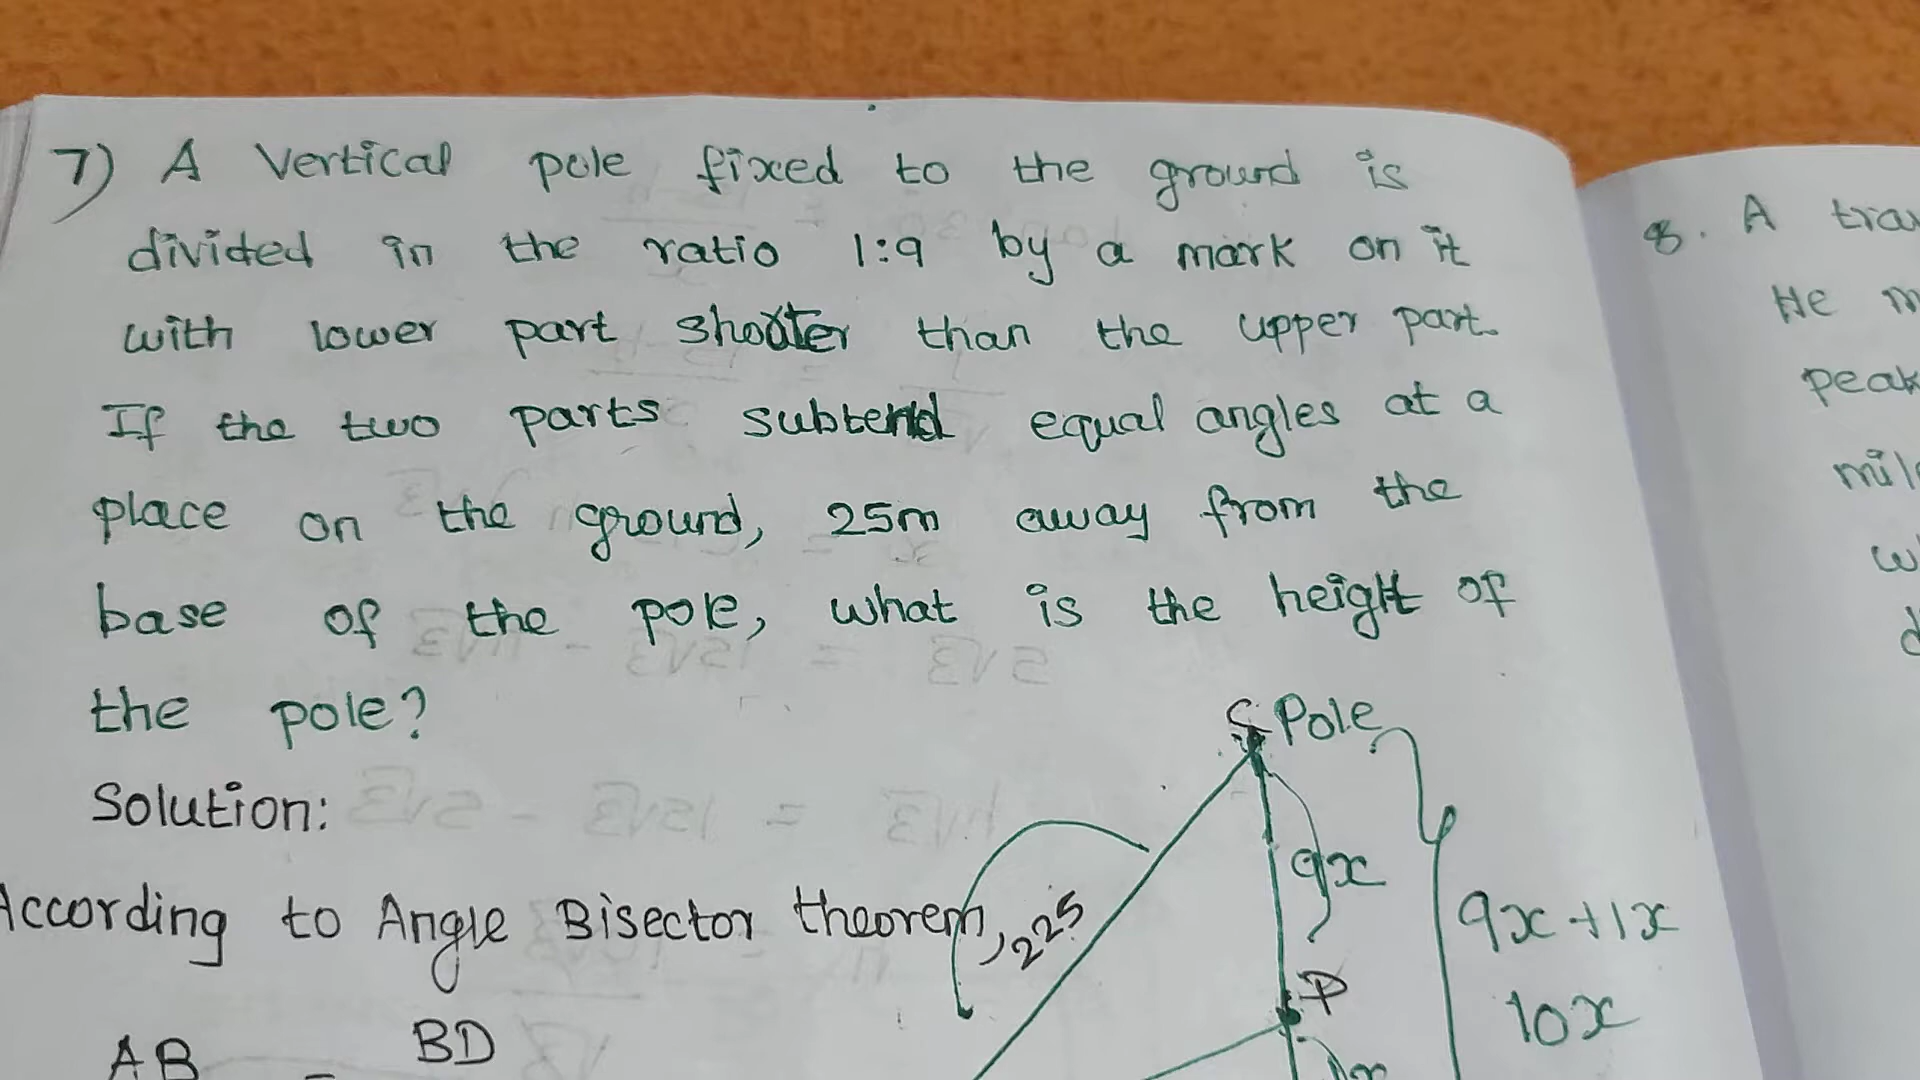 7) A Vertical pole fixed to the ground is
divided in the ratio 1:9 by a mark on it
with lower part shorter than the upper part.
If the two parts subtend equal angles at a
place on the ground, 25m away from the
base of the pole, what is the height of
the pole?
Solution:
According to Angle Bisector theorem,
AB = BD
C Pole
9x
225
P
9x + 1x
10x
8. A
He
peak